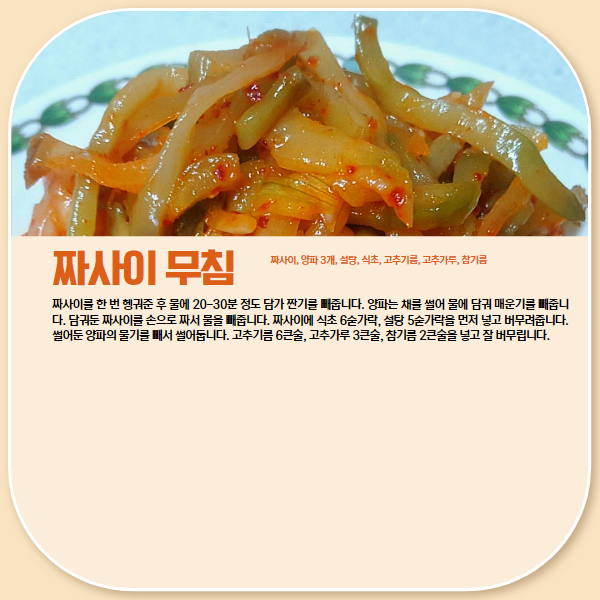 짜사이 무침
짜사이, 양파 3개, 설탕, 식초, 고추기름, 고추가루, 참기름
짜사이를 한 번 헹궈준 후 물에 20-30분 정도 담가 짠기를 빼줍니다. 양파는 채를 썰어 물에 담궈 매운기를 빼줍니
다. 담궈둔 짜사이를 손으로 짜서 물을 빼줍니다. 짜사이에 식초 6숟가락, 설탕 5숟가락을 먼저 넣고 버무려줍니다.
썰어둔 양파의 물기를 빼서 썰어둡니다. 고추기름 6큰술, 고추가루 3큰술, 참기름 2큰술을 넣고 잘 버무립니다.